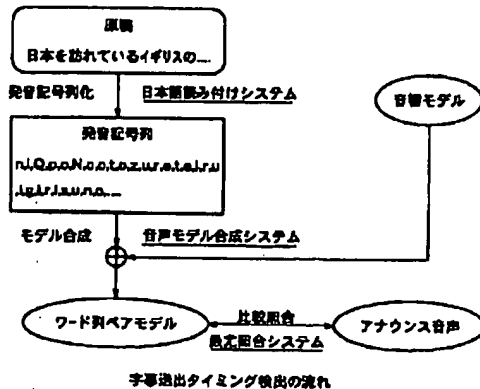 原稿
日本を訪れているイギリスの....
発音記号列化
日本語読み付けシステム
音響モデル
発音記号列
n,i,Q,p,o,N,o,o,t,o,z,u,r,e,t,e,i,r,u
,i,g,i,r,i,s,u,n,o,....
モデル合成
音声モデル合成システム
ワード列ペアモデル
比較照合
最尤照合システム
アナウンス音声
字幕送出タイミング検出の流れ